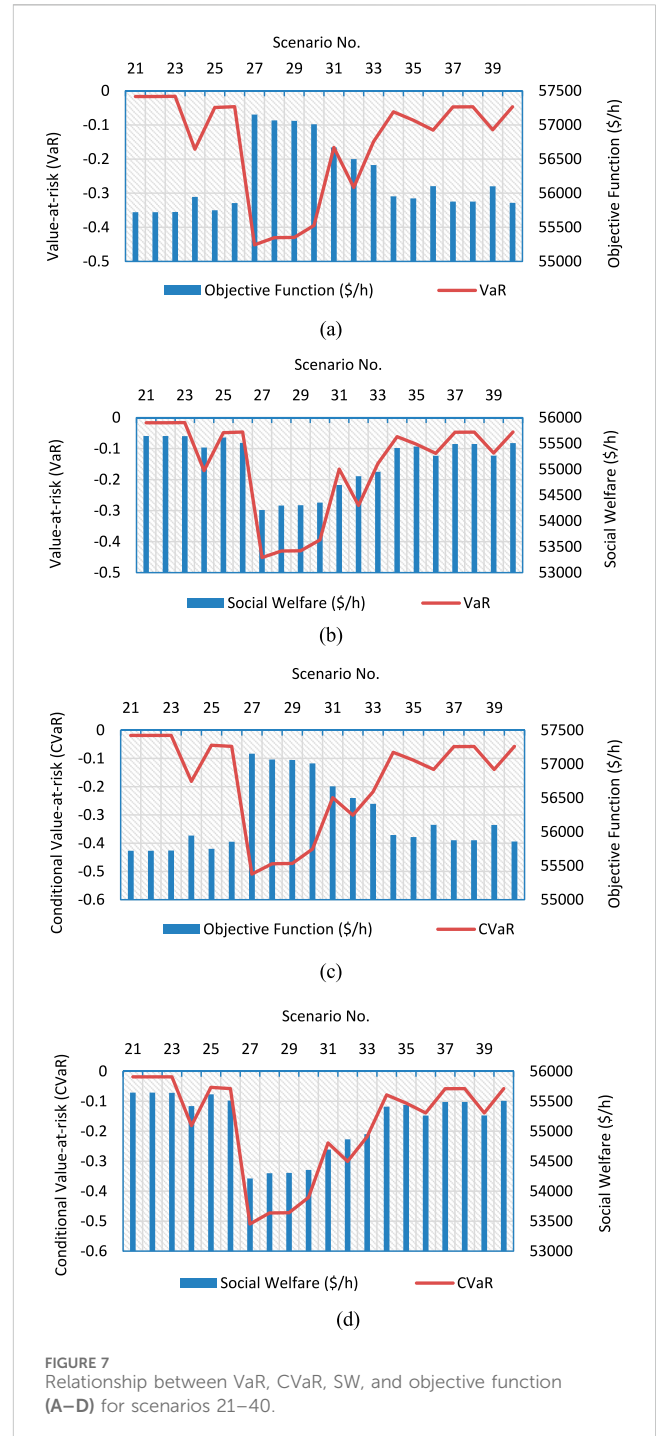 Scenario No.
21 23 25 27 29 31 33 35 37 39
0 57500
-0.1 57000
-0.2 56500
-0.3 56000
-0.4 55500
-0.5 55000
Value-at-risk (VaR)
Objective Function ($/h)
Objective Function ($/h) VaR
(a)
Scenario No.
21 23 25 27 29 31 33 35 37 39
0 56000
-0.1 55500
55000
-0.2 54500
-0.3 54000
-0.4 53500
-0.5 53000
Value-at-risk (VaR)
Social Welfare ($/h)
Social Welfare ($/h) VaR
(b)
Scenario No.
21 23 25 27 29 31 33 35 37 39
0 57500
-0.1 57000
-0.2 56500
-0.3
-0.4 56000
-0.5 55500
-0.6 55000
Conditional Value-at-risk (CVaR)
Objective Function ($/h)
Objective Function ($/h) CVaR
(c)
Scenario No.
21 23 25 27 29 31 33 35 37 39
0 56000
-0.1 55500
-0.2 55000
-0.3 54500
-0.4 54000
-0.5 53500
-0.6 53000
Conditional Value-at-risk (CVaR)
Social Welfare ($/h)
Social Welfare ($/h) CVaR
(d)
FIGURE 7
Relationship between VaR, CVaR, SW, and objective function
(A–D) for scenarios 21–40.